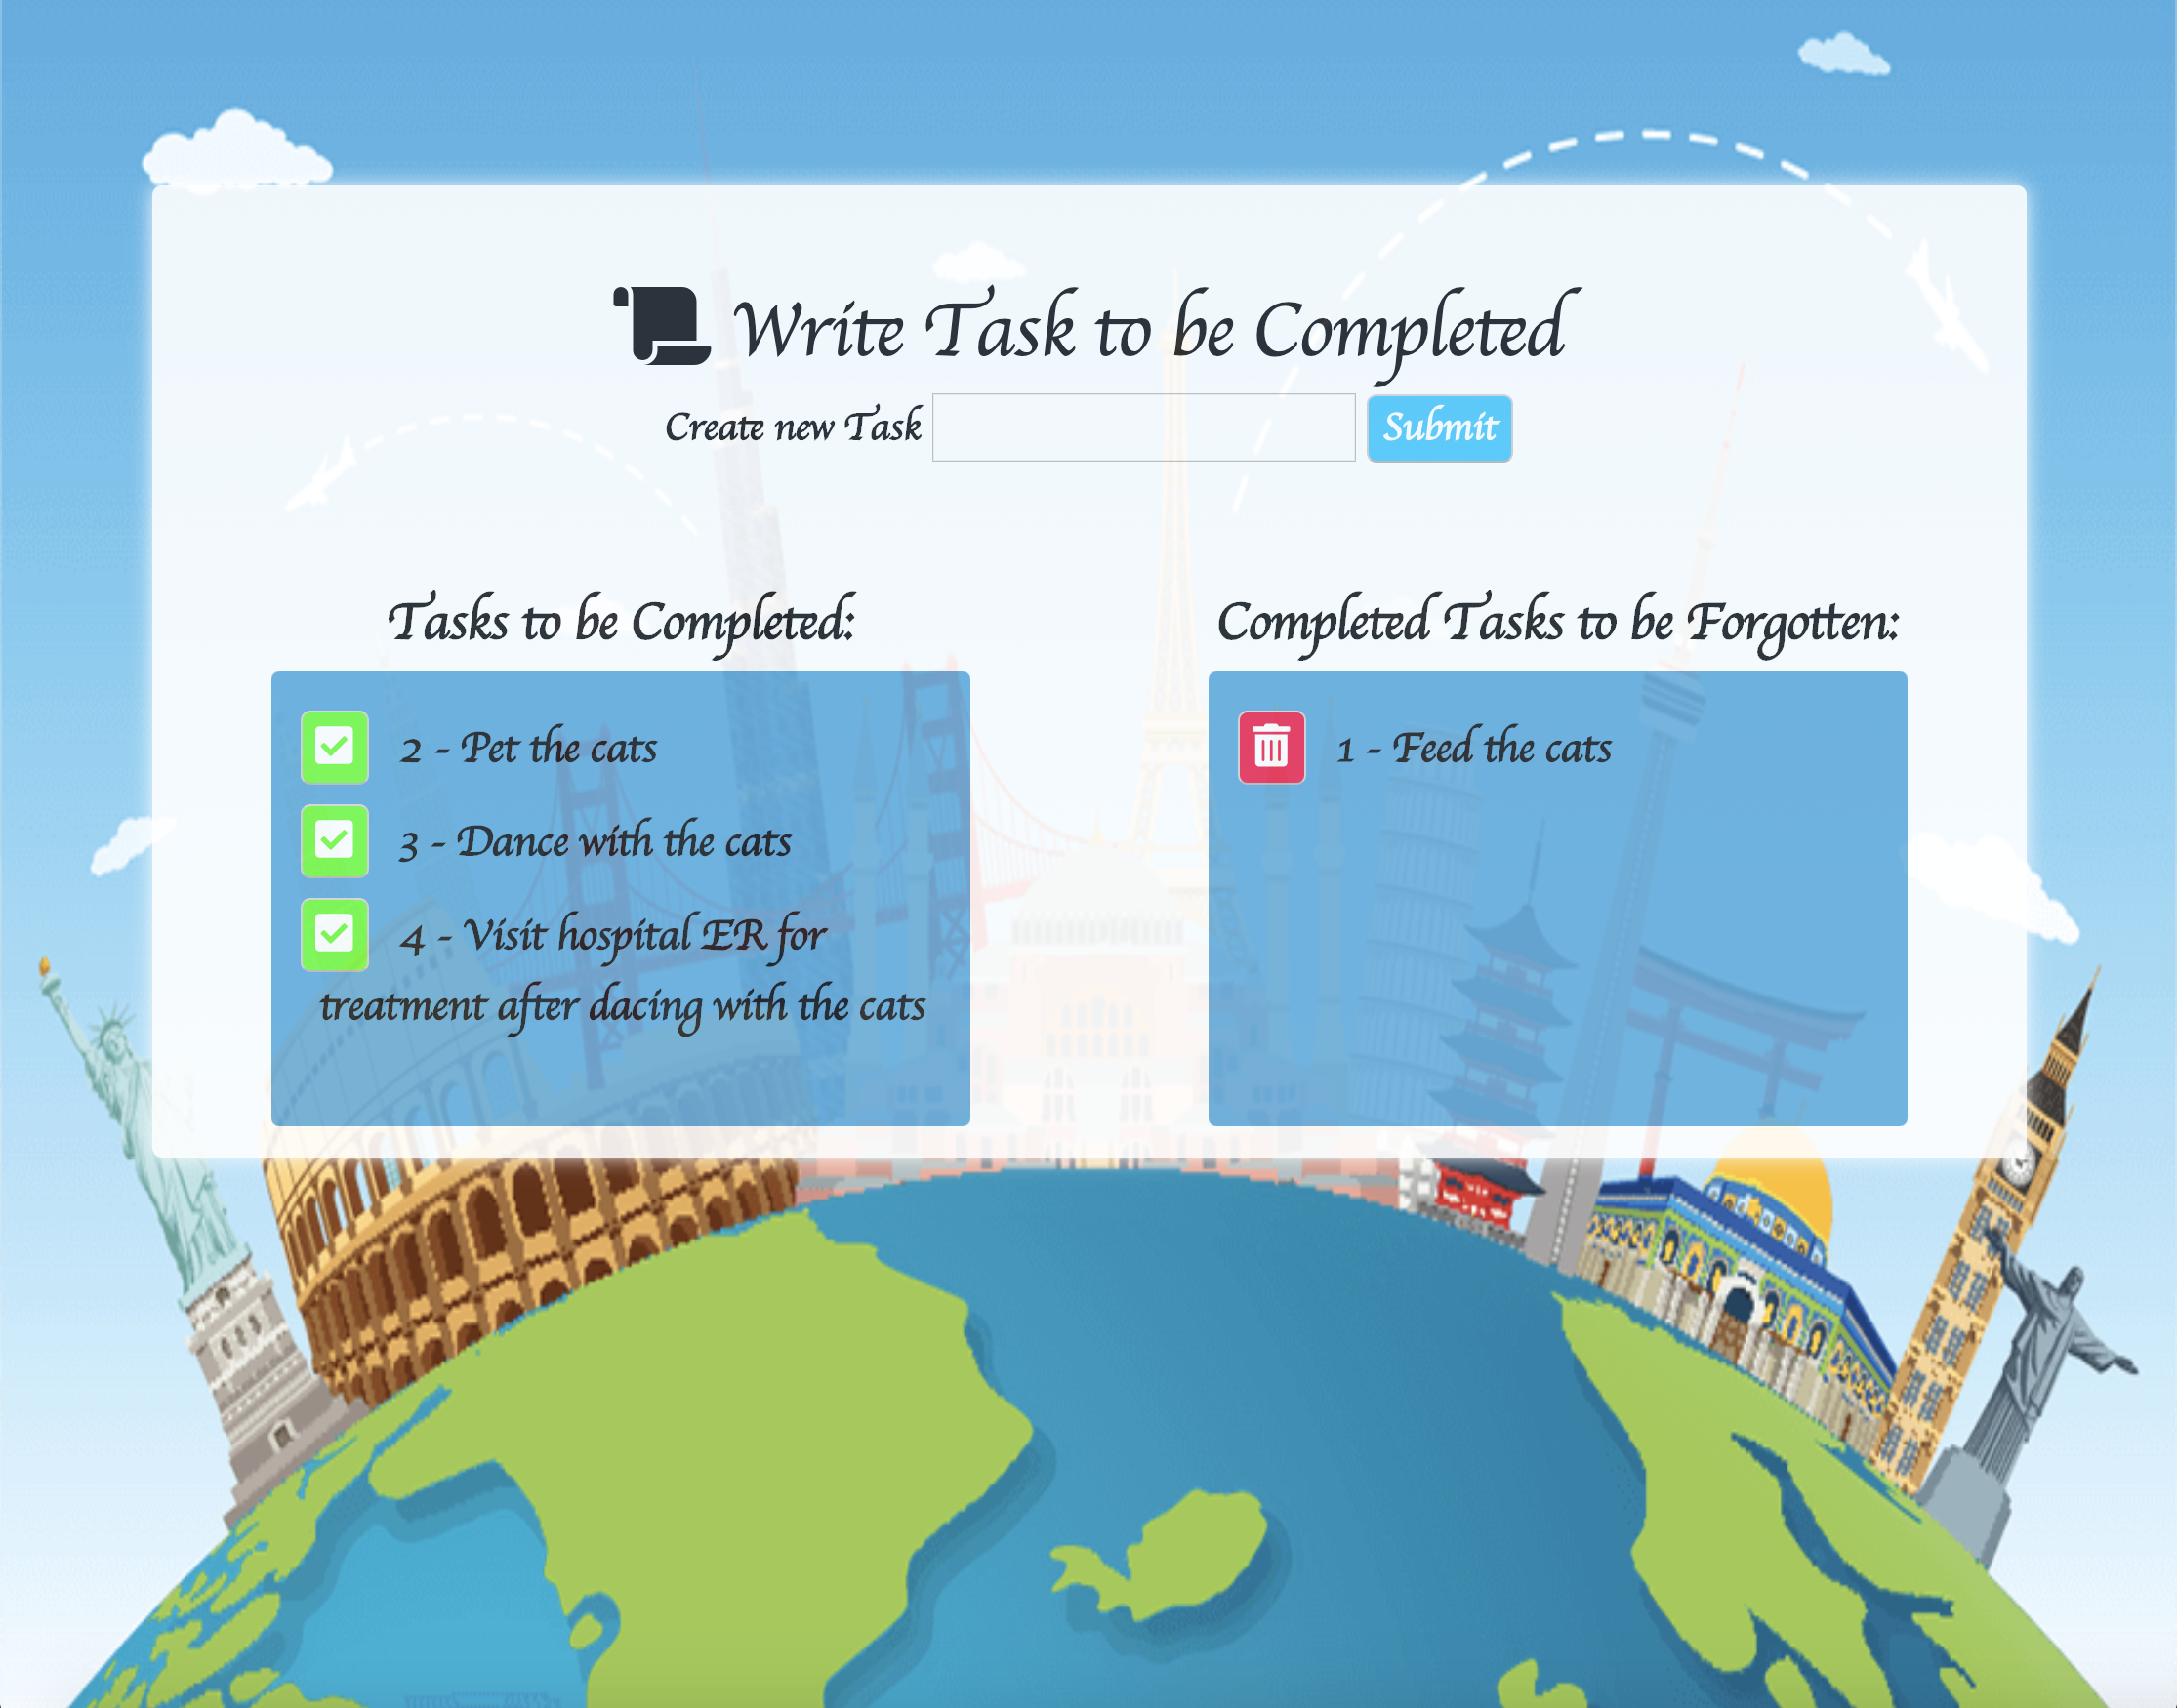 Write Task to be Completed
Create new Task Submit
Tasks to be Completed:
2 - Pet the cats
3 - Dance with the cats
4 - Visit hospital ER for
treatment after dacing with the cats
Completed Tasks to be Forgotten:
1 - Feed the cats